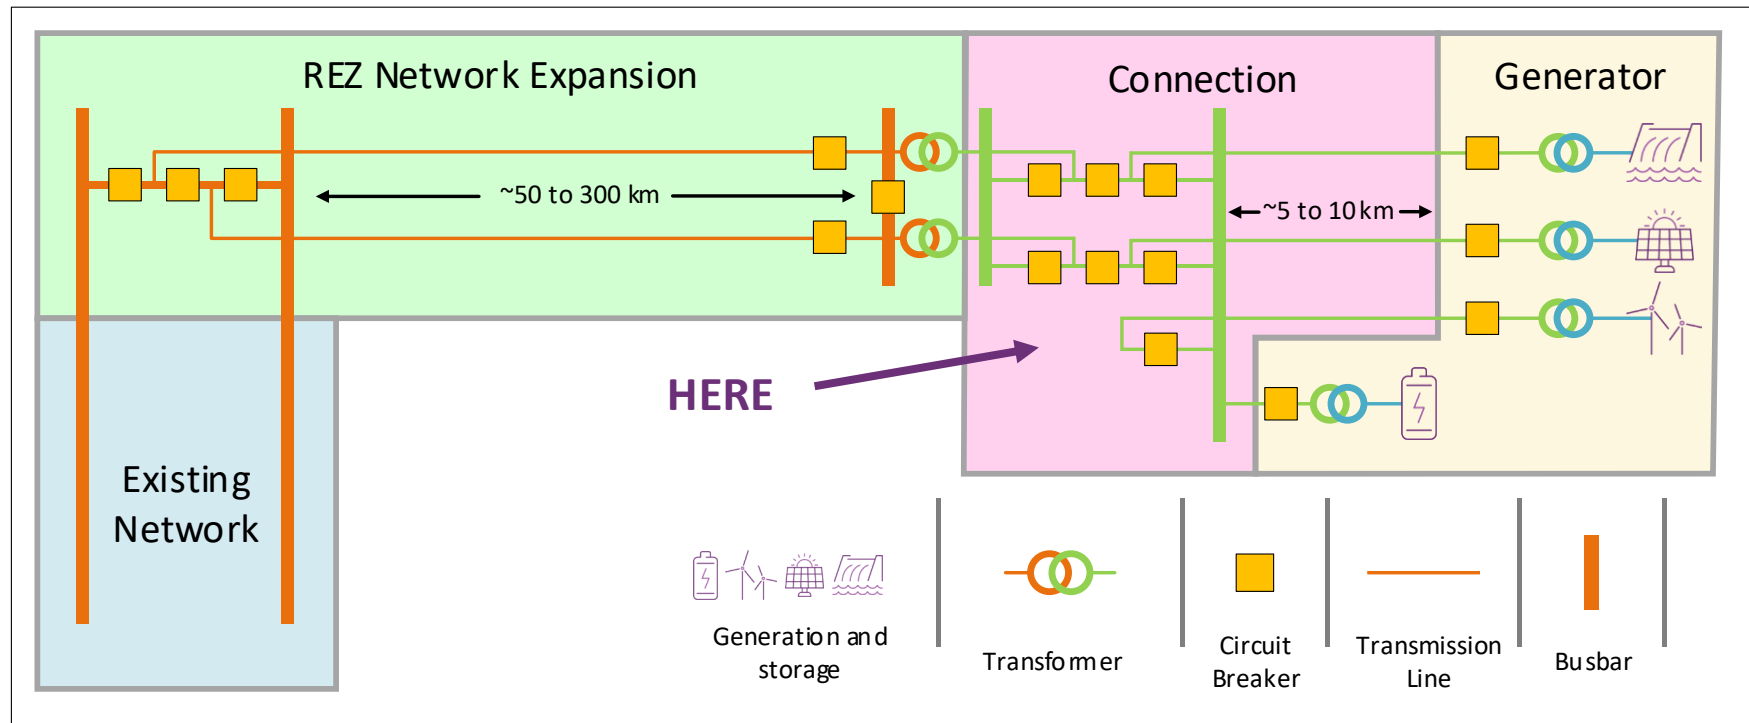 REZ Network Expansion
Connection
Generator
~50 to 300 km
~5 to 10 km
HERE
Existing
Network
Generation and
storage
Transformer
Circuit
Breaker
Transmission
Line
Busbar